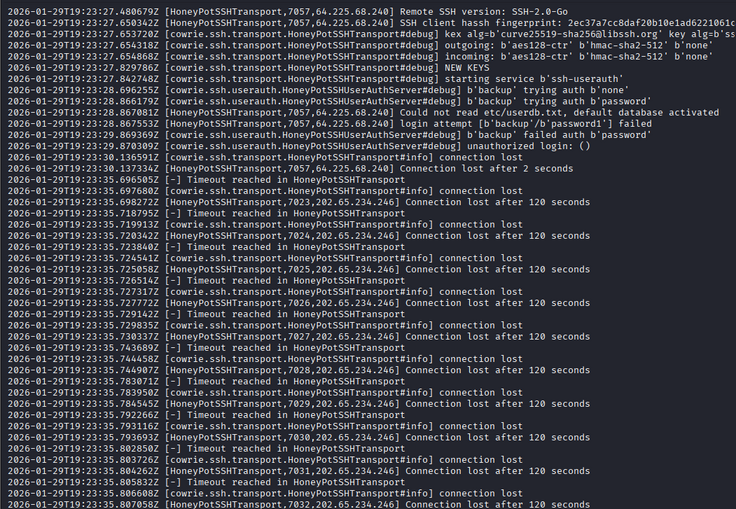 2026-01-29T19:23:27.480679Z [HoneyPotSSHTransport,7057,64.225.68.240] Remote SSH version: SSH-2.0-Go
2026-01-29T19:23:27.650342Z [HoneyPotSSHTransport,7057,64.225.68.240] SSH client hassh fingerprint: 2ec37a7cc8daf20b10e1ad6221061c
2026-01-29T19:23:27.653720Z [cowrie.ssh.transport.HoneyPotSSHTransport#debug] kex alg=b'curve25519-sha256@libssh.org' key alg=b'ss
2026-01-29T19:23:27.654318Z [cowrie.ssh.transport.HoneyPotSSHTransport#debug] outgoing: b'aes128-ctr' b'hmac-sha2-512' b'none'
2026-01-29T19:23:27.654868Z [cowrie.ssh.transport.HoneyPotSSHTransport#debug] incoming: b'aes128-ctr' b'hmac-sha2-512' b'none'
2026-01-29T19:23:27.829786Z [cowrie.ssh.transport.HoneyPotSSHTransport#debug] NEW KEYS
2026-01-29T19:23:27.842748Z [cowrie.ssh.transport.HoneyPotSSHTransport#debug] starting service b'ssh-userauth'
2026-01-29T19:23:28.696255Z [cowrie.ssh.userauth.HoneyPotSSHUserAuthServer#debug] b'backup' trying auth b'none'
2026-01-29T19:23:28.866179Z [cowrie.ssh.userauth.HoneyPotSSHUserAuthServer#debug] b'backup' trying auth b'password'
2026-01-29T19:23:28.867081Z [HoneyPotSSHTransport,7057,64.225.68.240] Could not read etc/userdb.txt, default database activated
2026-01-29T19:23:28.867553Z [HoneyPotSSHTransport,7057,64.225.68.240] login attempt [b'backup'/b'password1'] failed
2026-01-29T19:23:29.869369Z [cowrie.ssh.userauth.HoneyPotSSHUserAuthServer#debug] b'backup' failed auth b'password'
2026-01-29T19:23:29.870309Z [cowrie.ssh.userauth.HoneyPotSSHUserAuthServer#debug] unauthorized login: ()
2026-01-29T19:23:30.136591Z [cowrie.ssh.transport.HoneyPotSSHTransport#info] connection lost
2026-01-29T19:23:30.137334Z [HoneyPotSSHTransport,7057,64.225.68.240] Connection lost after 2 seconds
2026-01-29T19:23:35.696505Z [-] Timeout reached in HoneyPotSSHTransport
2026-01-29T19:23:35.697680Z [cowrie.ssh.transport.HoneyPotSSHTransport#info] connection lost
2026-01-29T19:23:35.698272Z [HoneyPotSSHTransport,7023,202.65.234.246] Connection lost after 120 seconds
2026-01-29T19:23:35.718795Z [-] Timeout reached in HoneyPotSSHTransport
2026-01-29T19:23:35.719913Z [cowrie.ssh.transport.HoneyPotSSHTransport#info] connection lost
2026-01-29T19:23:35.720342Z [HoneyPotSSHTransport,7024,202.65.234.246] Connection lost after 120 seconds
2026-01-29T19:23:35.723840Z [-] Timeout reached in HoneyPotSSHTransport
2026-01-29T19:23:35.724541Z [cowrie.ssh.transport.HoneyPotSSHTransport#info] connection lost
2026-01-29T19:23:35.725058Z [HoneyPotSSHTransport,7025,202.65.234.246] Connection lost after 120 seconds
2026-01-29T19:23:35.726514Z [-] Timeout reached in HoneyPotSSHTransport
2026-01-29T19:23:35.727317Z [cowrie.ssh.transport.HoneyPotSSHTransport#info] connection lost
2026-01-29T19:23:35.727772Z [HoneyPotSSHTransport,7026,202.65.234.246] Connection lost after 120 seconds
2026-01-29T19:23:35.729142Z [-] Timeout reached in HoneyPotSSHTransport
2026-01-29T19:23:35.729835Z [cowrie.ssh.transport.HoneyPotSSHTransport#info] connection lost
2026-01-29T19:23:35.730337Z [HoneyPotSSHTransport,7027,202.65.234.246] Connection lost after 120 seconds
2026-01-29T19:23:35.743689Z [-] Timeout reached in HoneyPotSSHTransport
2026-01-29T19:23:35.744458Z [cowrie.ssh.transport.HoneyPotSSHTransport#info] connection lost
2026-01-29T19:23:35.744907Z [HoneyPotSSHTransport,7028,202.65.234.246] Connection lost after 120 seconds
2026-01-29T19:23:35.783071Z [-] Timeout reached in HoneyPotSSHTransport
2026-01-29T19:23:35.783950Z [cowrie.ssh.transport.HoneyPotSSHTransport#info] connection lost
2026-01-29T19:23:35.784545Z [HoneyPotSSHTransport,7029,202.65.234.246] Connection lost after 120 seconds
2026-01-29T19:23:35.792266Z [-] Timeout reached in HoneyPotSSHTransport
2026-01-29T19:23:35.793116Z [cowrie.ssh.transport.HoneyPotSSHTransport#info] connection lost
2026-01-29T19:23:35.793693Z [HoneyPotSSHTransport,7030,202.65.234.246] Connection lost after 120 seconds
2026-01-29T19:23:35.802850Z [-] Timeout reached in HoneyPotSSHTransport
2026-01-29T19:23:35.803726Z [cowrie.ssh.transport.HoneyPotSSHTransport#info] connection lost
2026-01-29T19:23:35.804262Z [HoneyPotSSHTransport,7031,202.65.234.246] Connection lost after 120 seconds
2026-01-29T19:23:35.805832Z [-] Timeout reached in HoneyPotSSHTransport
2026-01-29T19:23:35.806608Z [cowrie.ssh.transport.HoneyPotSSHTransport#info] connection lost
2026-01-29T19:23:35.807058Z [HoneyPotSSHTransport,7032,202.65.234.246] Connection lost after 120 seconds